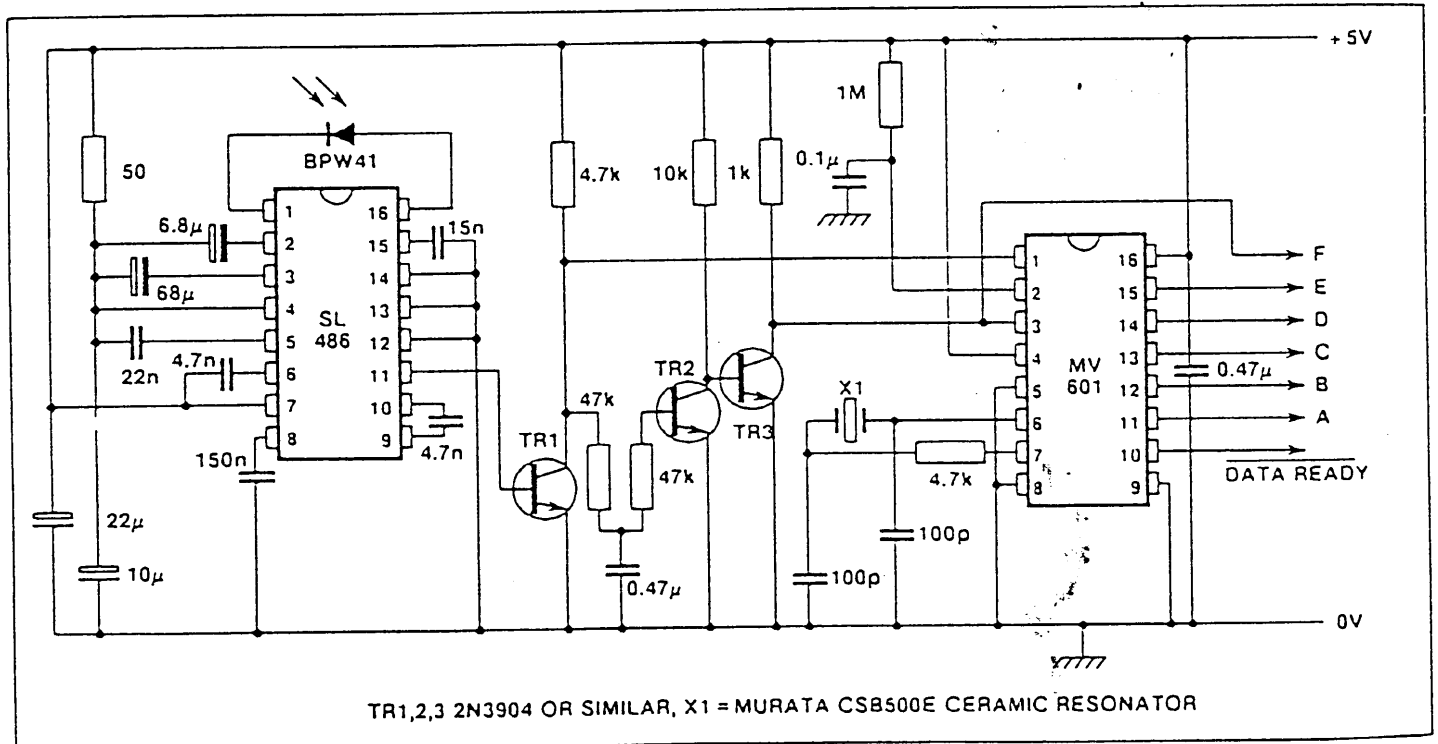 + 5V
1M
50
BPW41
4.7k
10k
1k
0.1µ
6.8µ
1
16
15n
2
15
68µ
3
14
4
13
SL
486
5
12
22n
4.7n
6
11
7
10
8
9
150n
4.7n
1
16
F
2
15
E
3
14
D
4
13
C
MV
601
0.47µ
5
12
B
6
11
A
7
10
DATA READY
8
9
TR2
TR3
X1
47k
TR1
47k
4.7k
22µ
10µ
0.47µ
100p
100p
0V
TR1,2,3 2N3904 OR SIMILAR, X1 = MURATA CSB500E CERAMIC RESONATOR